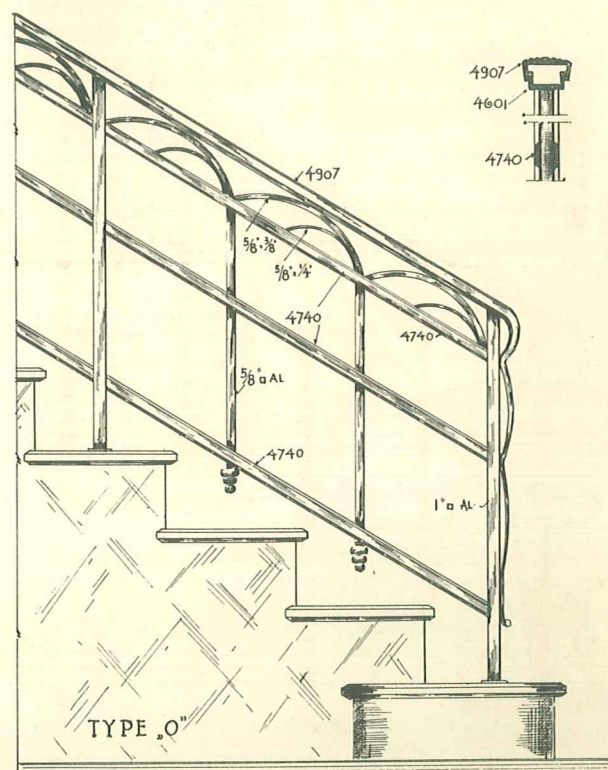 4907
4601
4740
4907
5/8" x 3/8"
5/8" x 1/4"
4740
4740
5/8" □ AL
4740
1" □ AL.
TYPE „O"